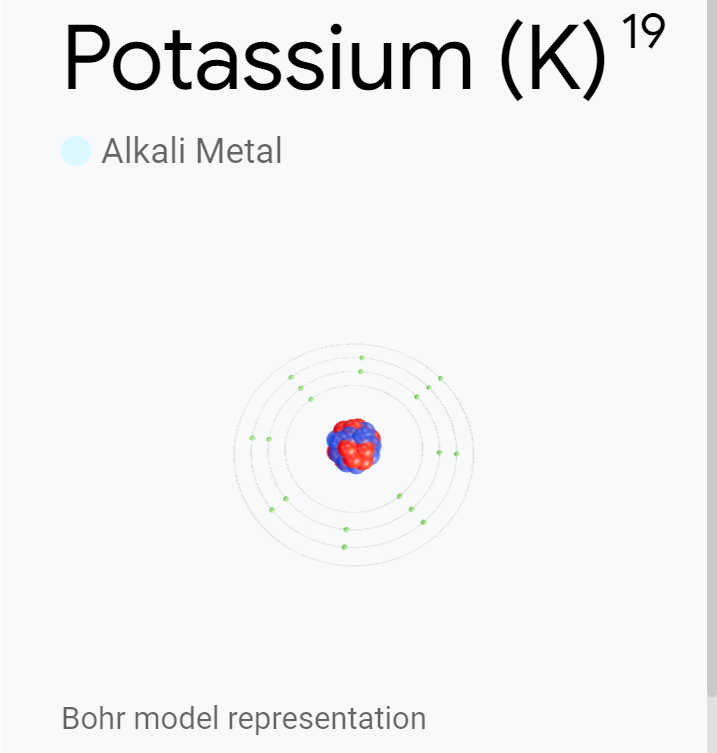 Potassium (K) 19
Alkali Metal
Bohr model representation